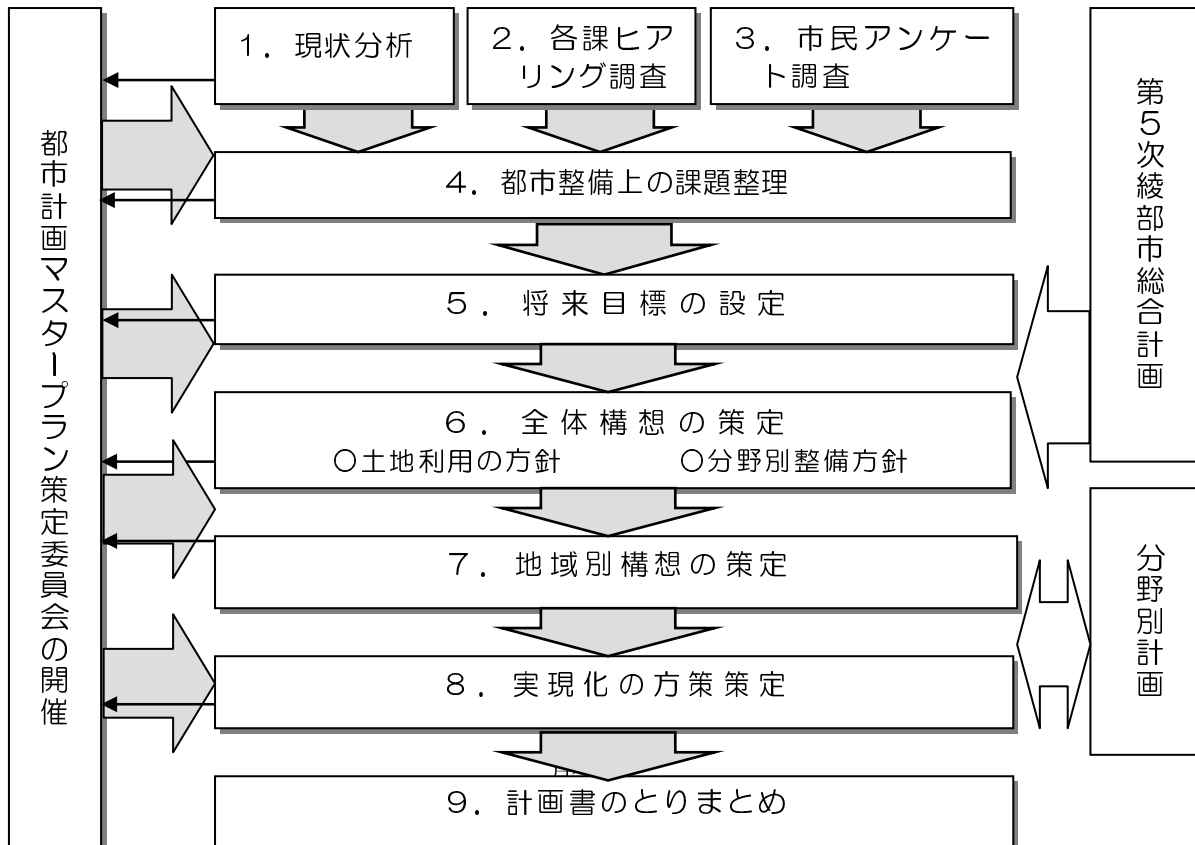 1．現状分析
2．各課ヒア
リング調査
3．市民アンケー
ト調査
4．都市整備上の課題整理
5．将来目標の設定
6．全体構想の策定
○土地利用の方針　○分野別整備方針
7．地域別構想の策定
8．実現化の方策策定
9．計画書のとりまとめ
都市計画マスタープラン策定委員会の開催
第5次綾部市総合計画
分野別計画